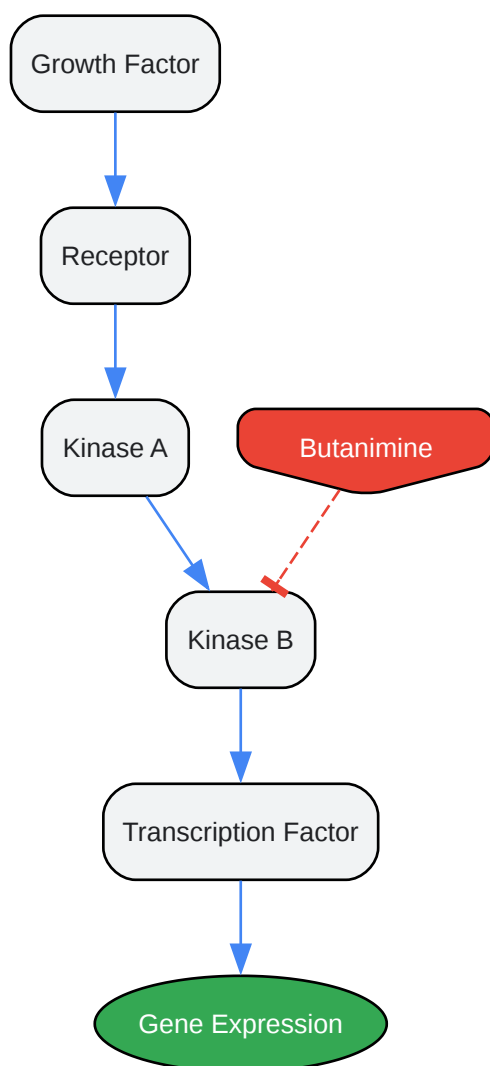 Growth Factor
Receptor
Kinase A
Butanimine
Kinase B
Transcription Factor
Gene Expression